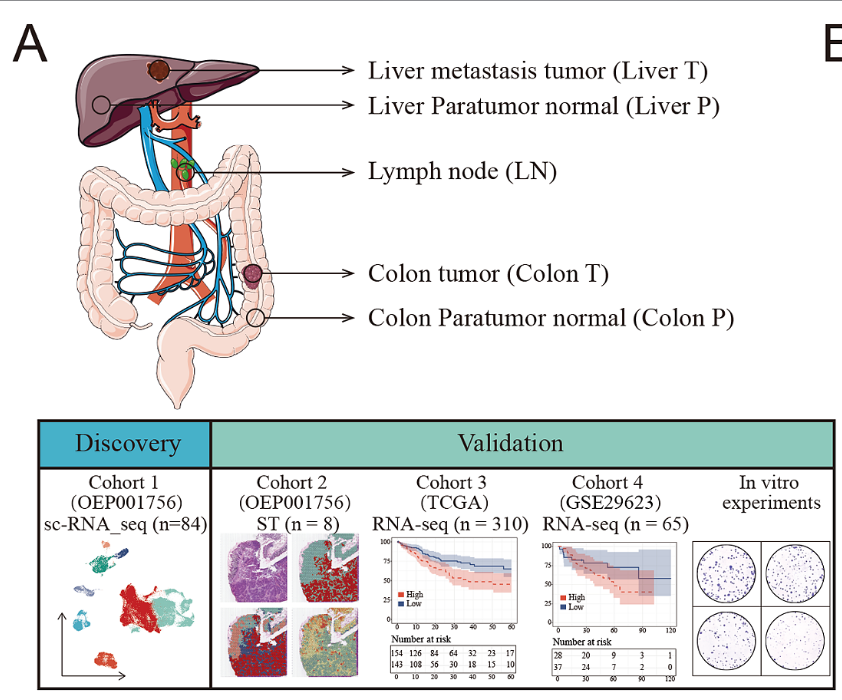 A
E
Liver metastasis tumor (Liver T)
Liver Paratumor normal (Liver P)
Lymph node (LN)
Colon tumor (Colon T)
Colon Paratumor normal (Colon P)
Discovery
Validation
Cohort 1
(OEP001756)
sc-RNA_seq (n=84)
Cohort 2
(OEP001756)
ST (n = 8)
Cohort 3
(TCGA)
RNA-seq (n = 310)
100
75
50
25
0
High
Low
0 10 20 30 40 50 60
Number at risk
154 126 84 64 32 23 17
143 108 56 30 18 15 10
0 10 20 30 40 50 60
Cohort 4
(GSE29623)
RNA-seq (n = 65)
100
75
50
25
0
High
Low
0 30 60 90 120
Number at risk
28 20 9 3 1
37 24 7 2 0
0 30 60 90 120
In vitro
experiments